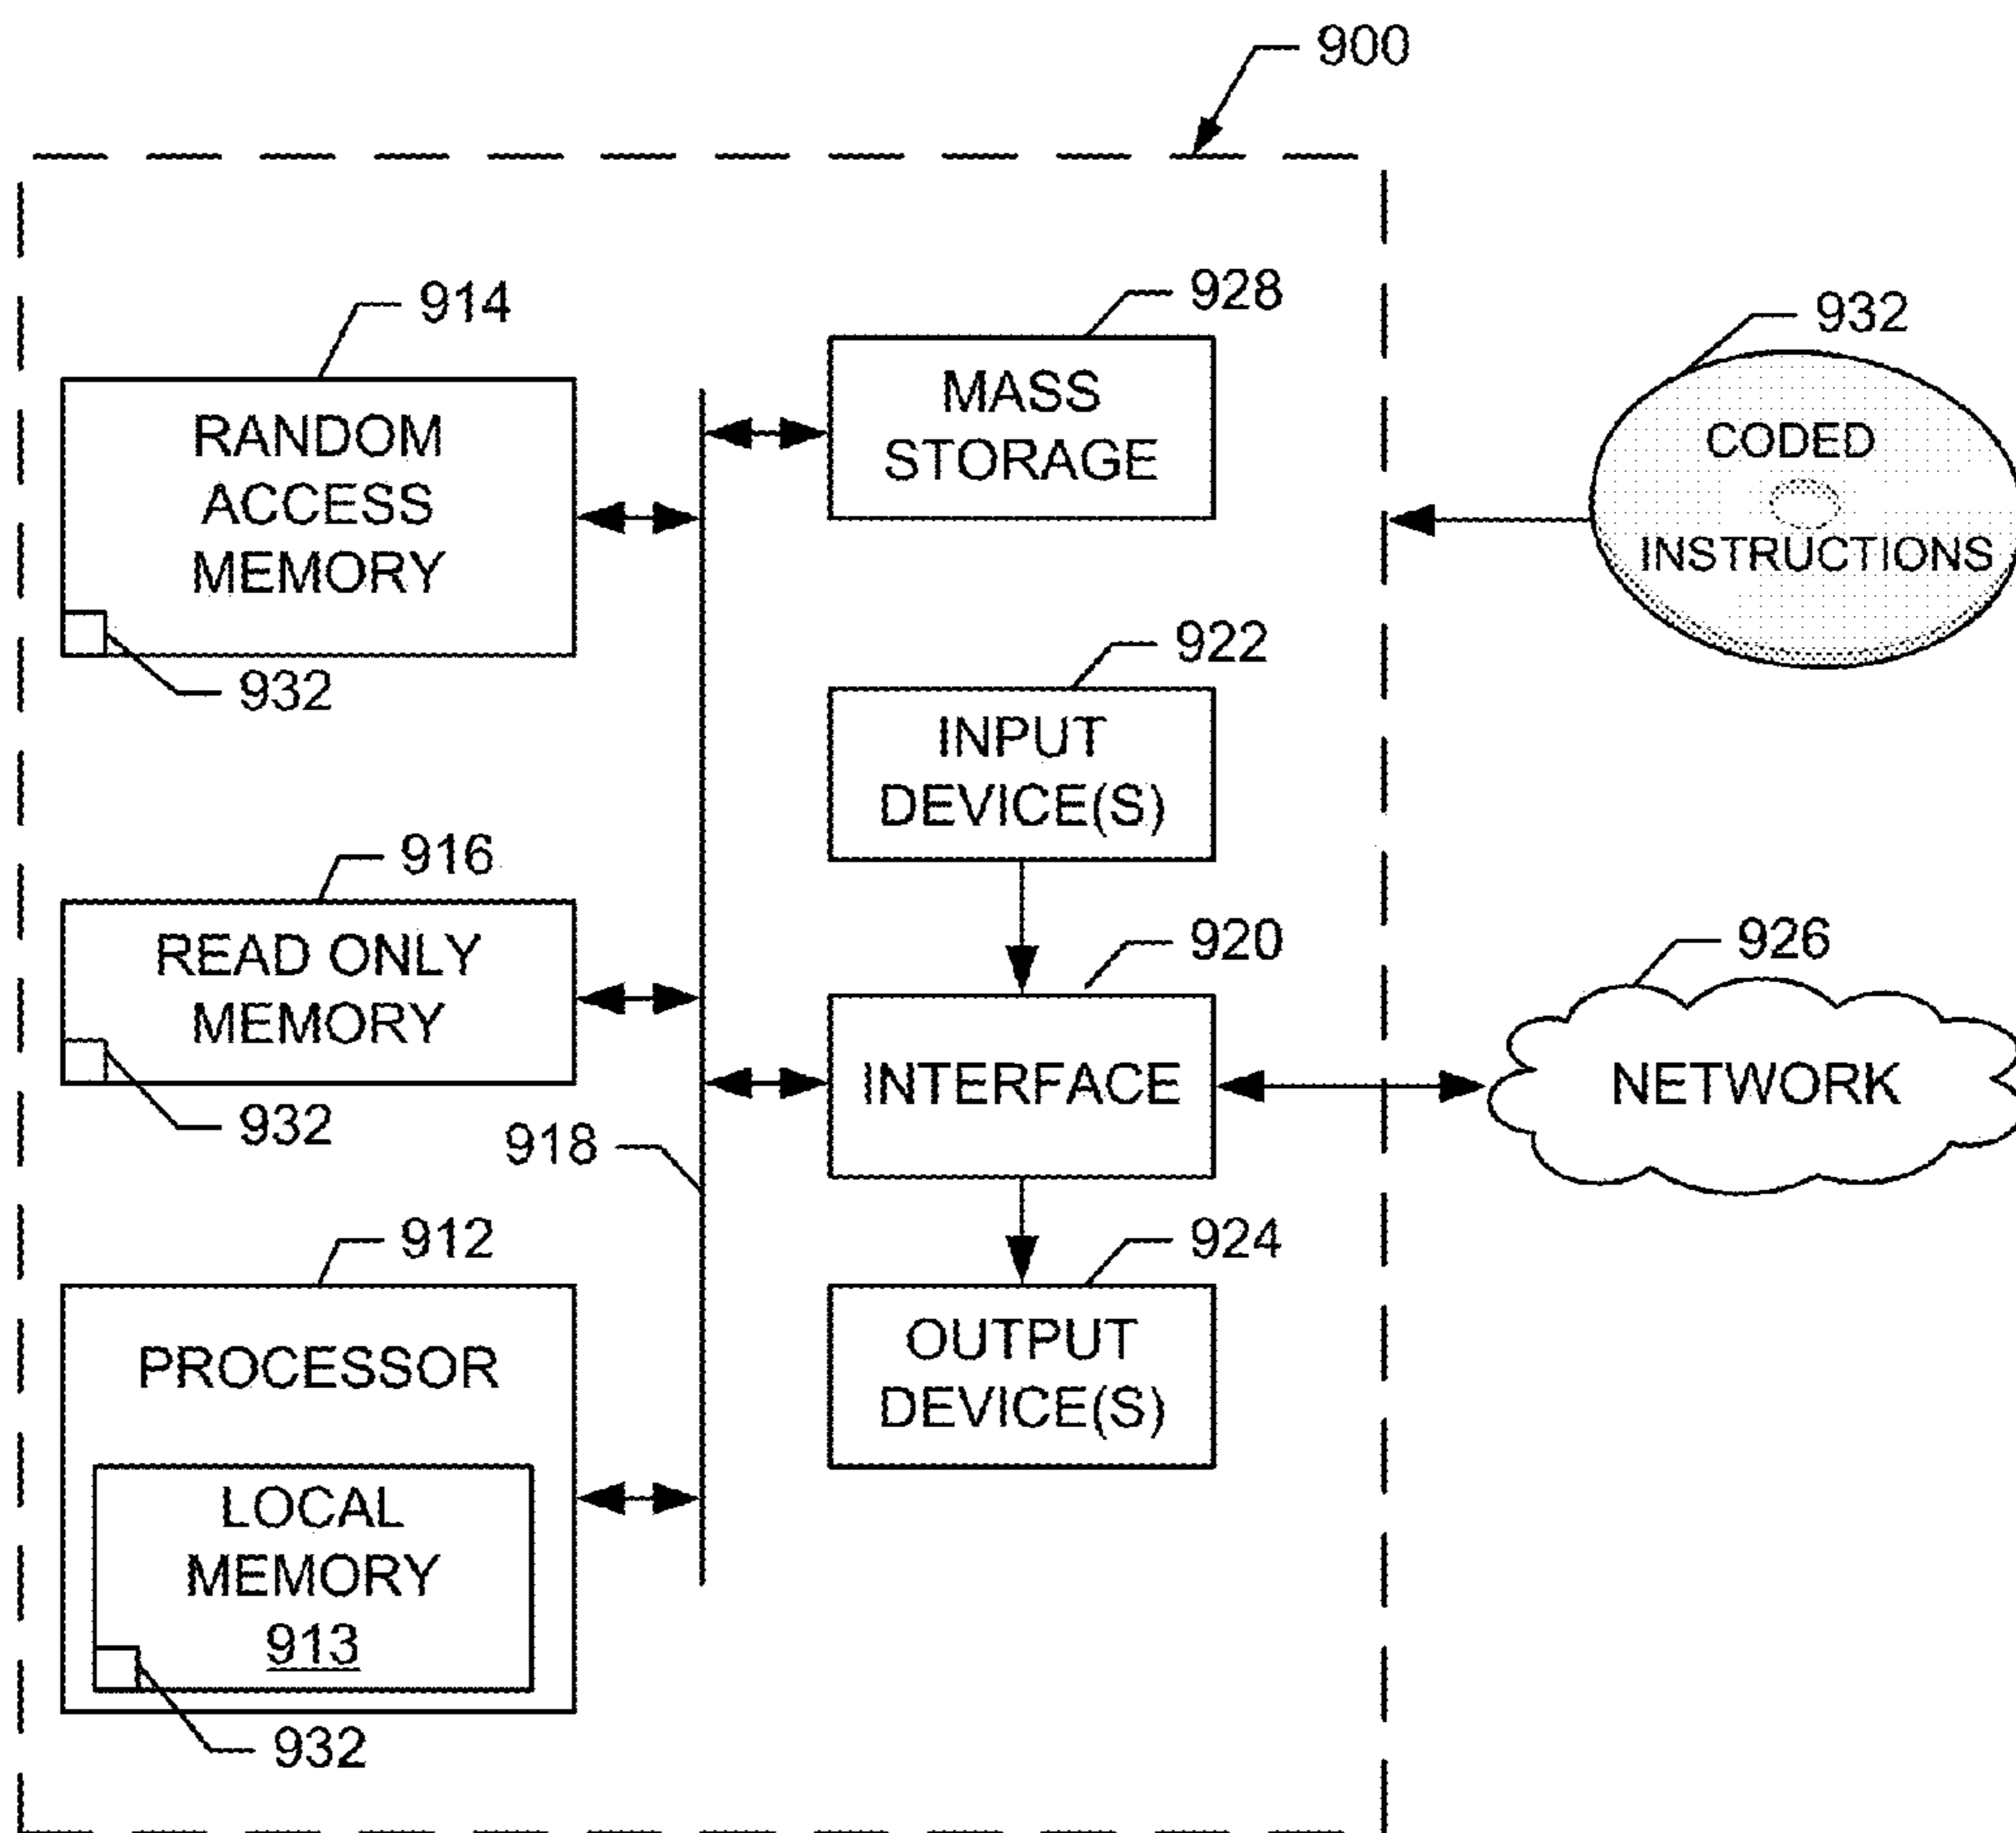 900
914
RANDOM
ACCESS
MEMORY
932
928
MASS
STORAGE
932
CODED
INSTRUCTIONS
922
INPUT
DEVICE(S)
916
READ ONLY
MEMORY
932
918
920
INTERFACE
926
NETWORK
912
PROCESSOR
LOCAL
MEMORY
913
932
924
OUTPUT
DEVICE(S)